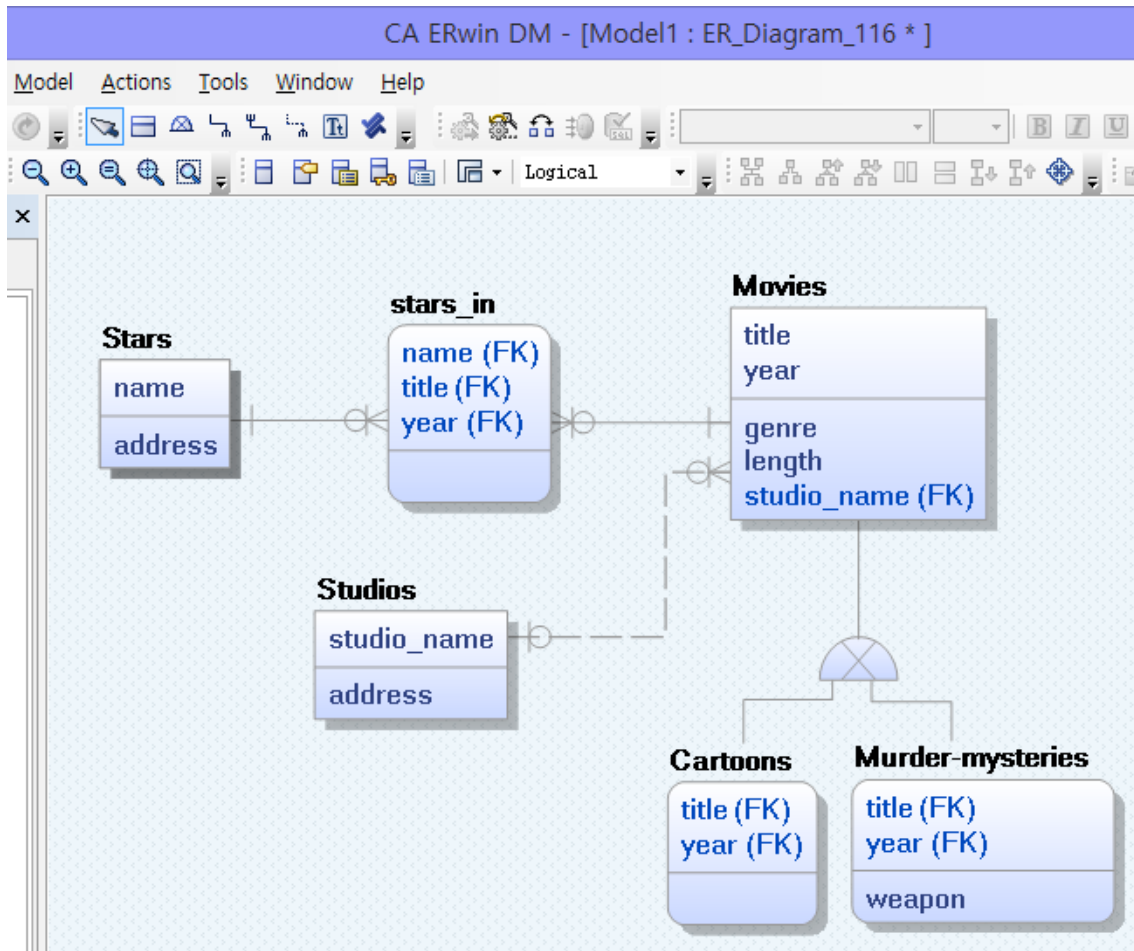 CA ERwin DM - [Model1 : ER_Diagram_116 * ]
Model Actions Tools Window Help
Tt
B I U
SQL
Logical
Stars
name
address
stars_in
name (FK)
title (FK)
year (FK)
Movies
title
year
genre
length
studio_name (FK)
Studios
studio_name
address
Cartoons
title (FK)
year (FK)
Murder-mysteries
title (FK)
year (FK)
weapon